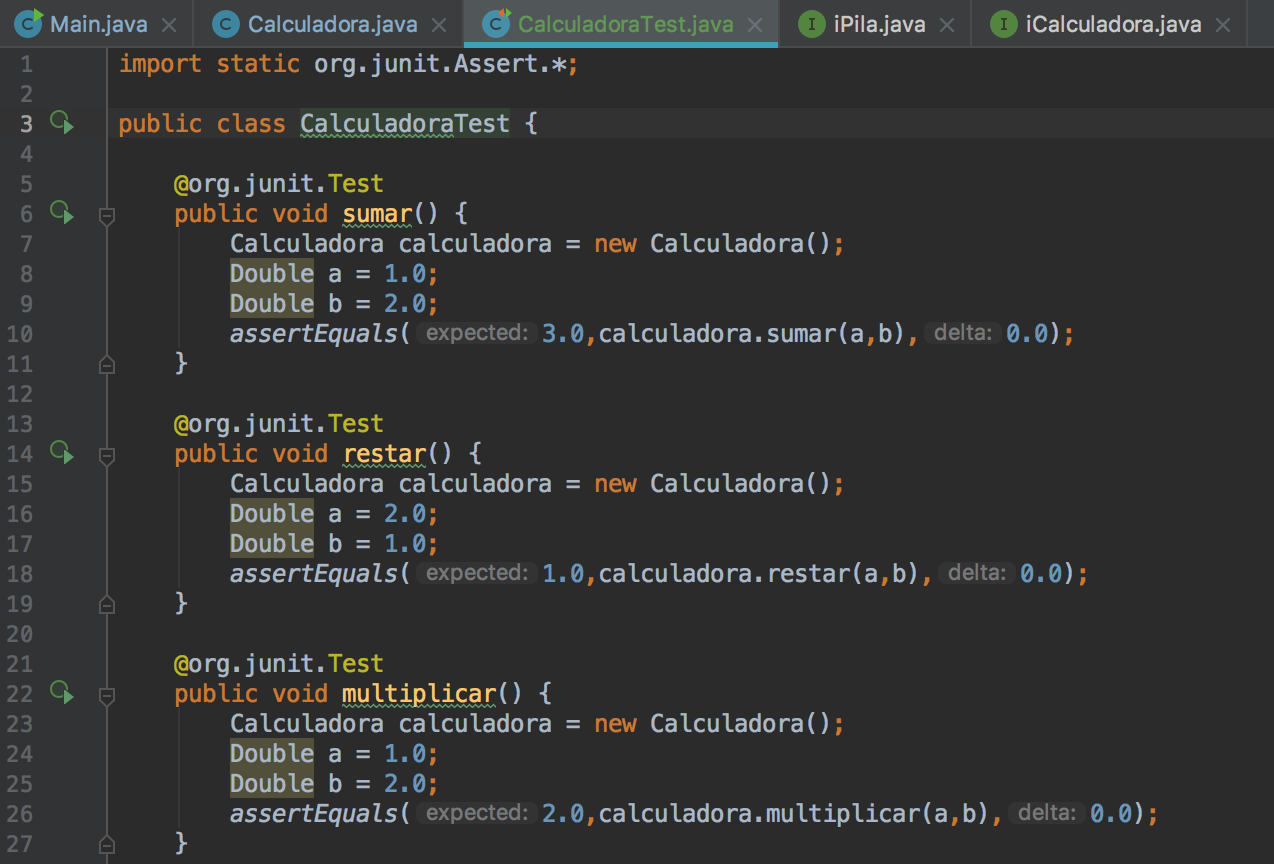 Main.java Calculadora.java CalculadoraTest.java iPila.java iCalculadora.java
1 import static org.junit.Assert.*;
2
3 public class CalculadoraTest {
4
5 @org.junit.Test
6 public void sumar() {
7 Calculadora calculadora = new Calculadora();
8 Double a = 1.0;
9 Double b = 2.0;
10 assertEquals( expected: 3.0,calculadora.sumar(a,b), delta: 0.0);
11 }
12
13 @org.junit.Test
14 public void restar() {
15 Calculadora calculadora = new Calculadora();
16 Double a = 2.0;
17 Double b = 1.0;
18 assertEquals( expected: 1.0,calculadora.restar(a,b), delta: 0.0);
19 }
20
21 @org.junit.Test
22 public void multiplicar() {
23 Calculadora calculadora = new Calculadora();
24 Double a = 1.0;
25 Double b = 2.0;
26 assertEquals( expected: 2.0,calculadora.multiplicar(a,b), delta: 0.0);
27 }